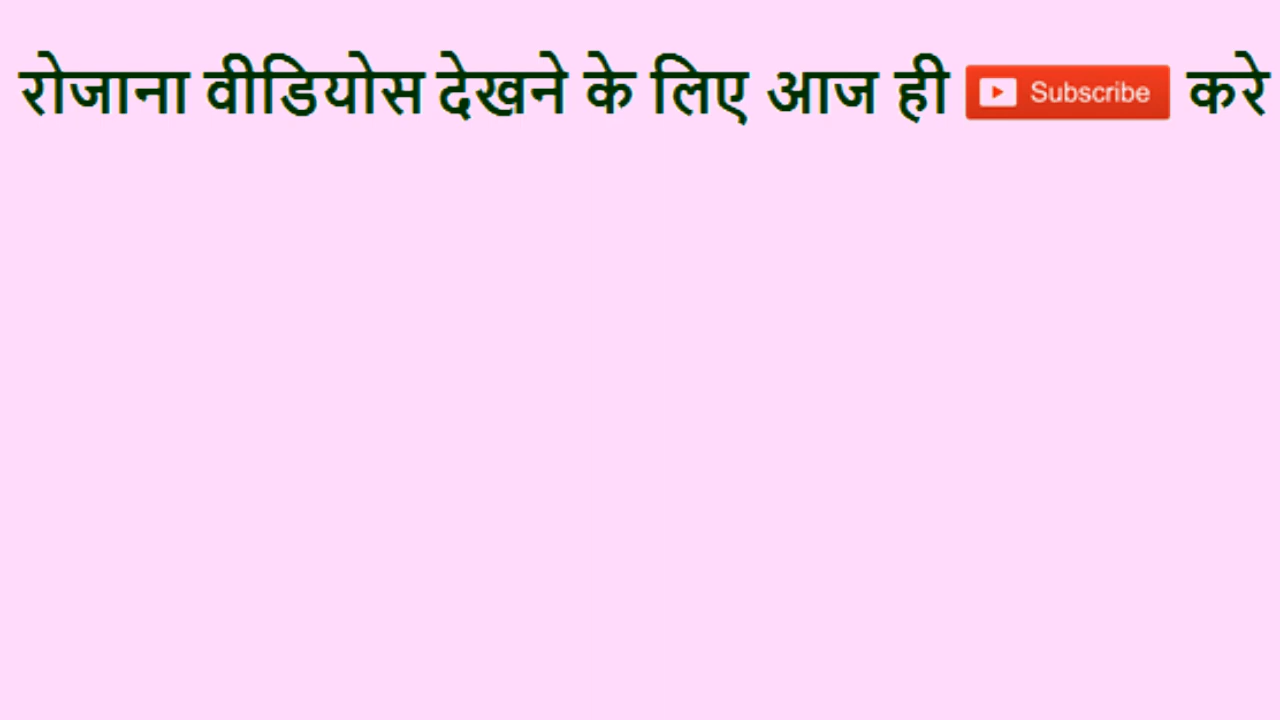 रोजाना वीडियोस देखने के लिए आज ही Subscribe करे